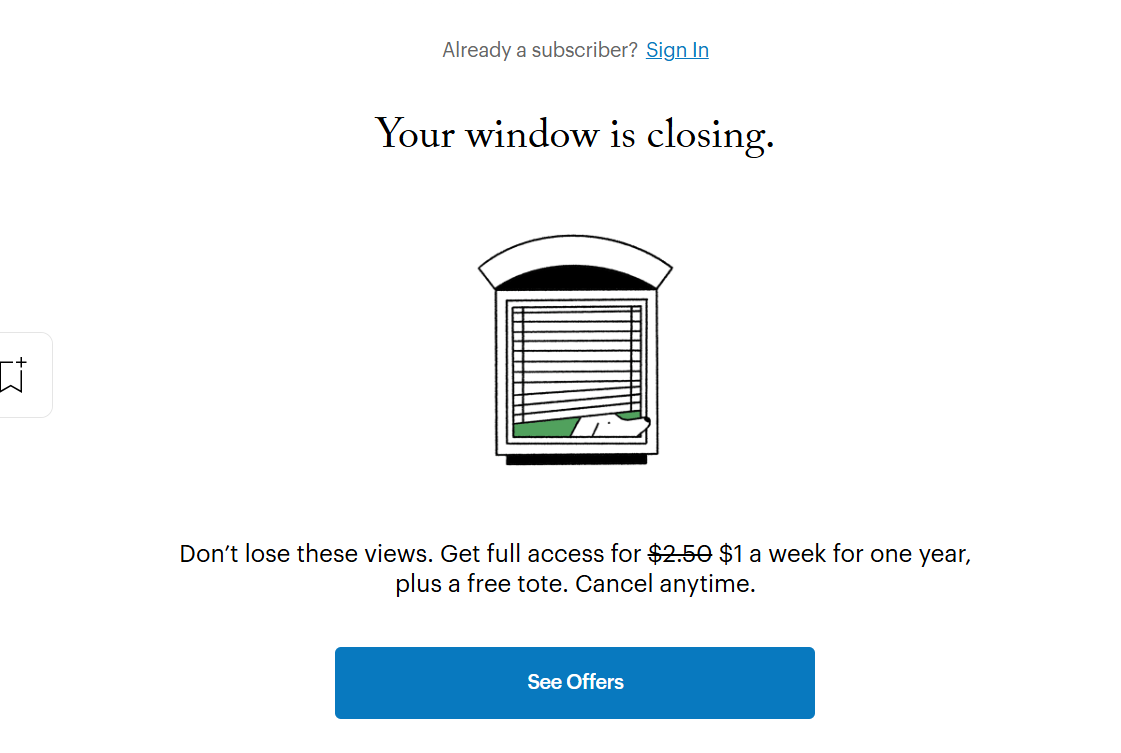 Already a subscriber? Sign In
Your window is closing.
Don’t lose these views. Get full access for $2.50 $1 a week for one year,
plus a free tote. Cancel anytime.
See Offers